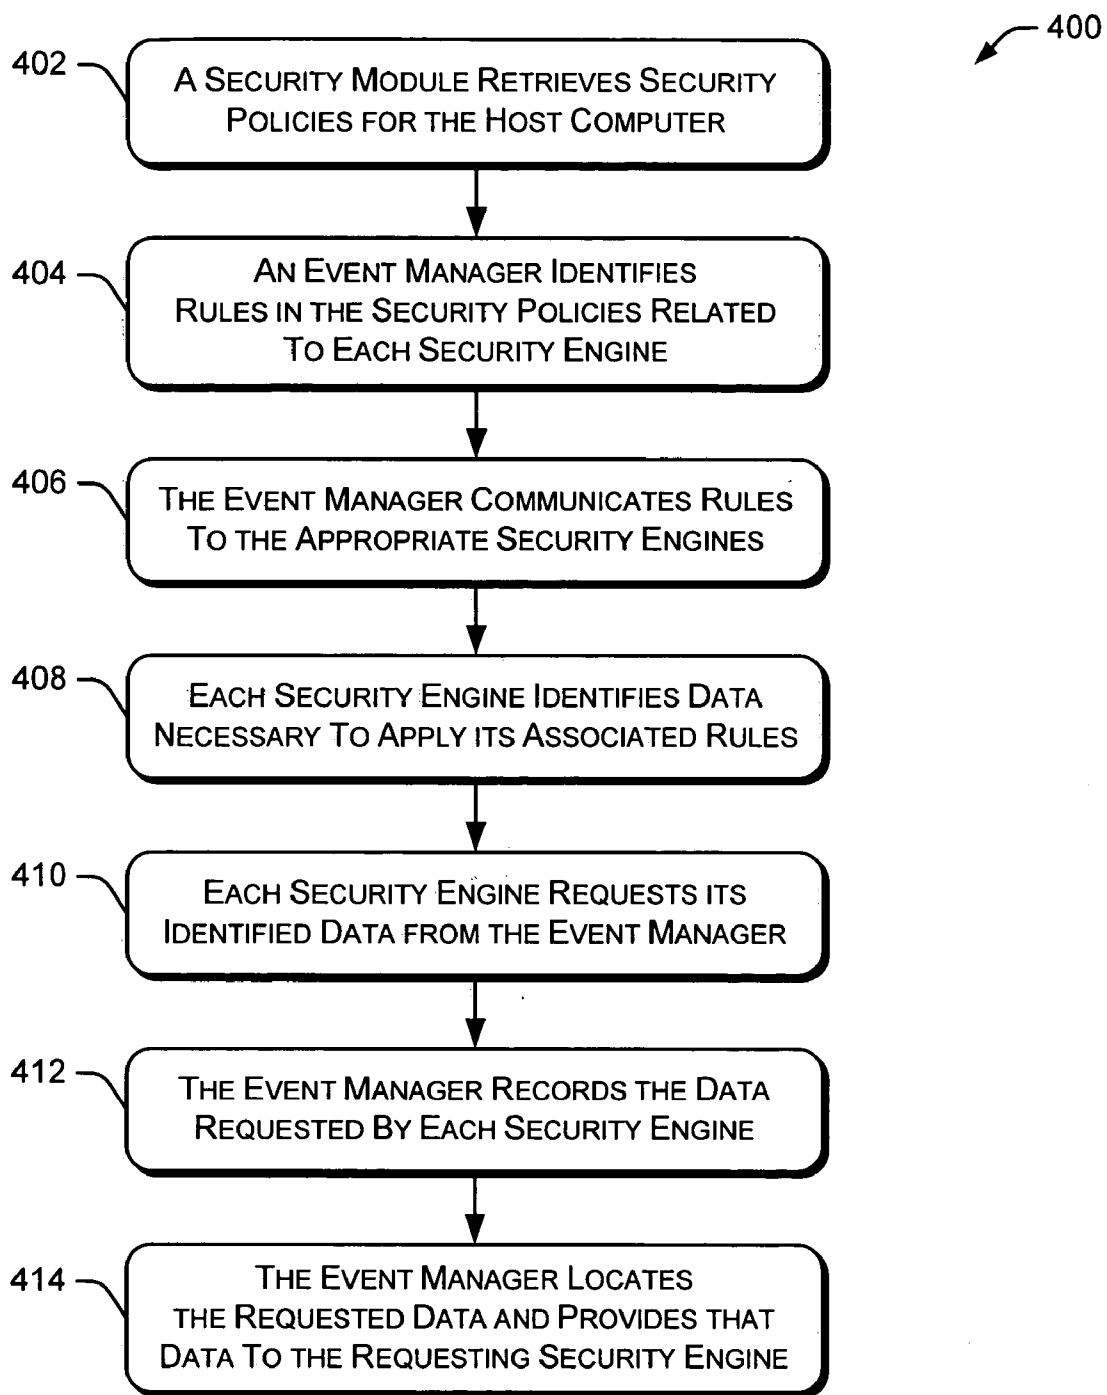 400
402
A SECURITY MODULE RETRIEVES SECURITY
POLICIES FOR THE HOST COMPUTER
404
AN EVENT MANAGER IDENTIFIES
RULES IN THE SECURITY POLICIES RELATED
TO EACH SECURITY ENGINE
406
THE EVENT MANAGER COMMUNICATES RULES
TO THE APPROPRIATE SECURITY ENGINES
408
EACH SECURITY ENGINE IDENTIFIES DATA
NECESSARY TO APPLY ITS ASSOCIATED RULES
410
EACH SECURITY ENGINE REQUESTS ITS
IDENTIFIED DATA FROM THE EVENT MANAGER
412
THE EVENT MANAGER RECORDS THE DATA
REQUESTED BY EACH SECURITY ENGINE
414
THE EVENT MANAGER LOCATES
THE REQUESTED DATA AND PROVIDES THAT
DATA TO THE REQUESTING SECURITY ENGINE